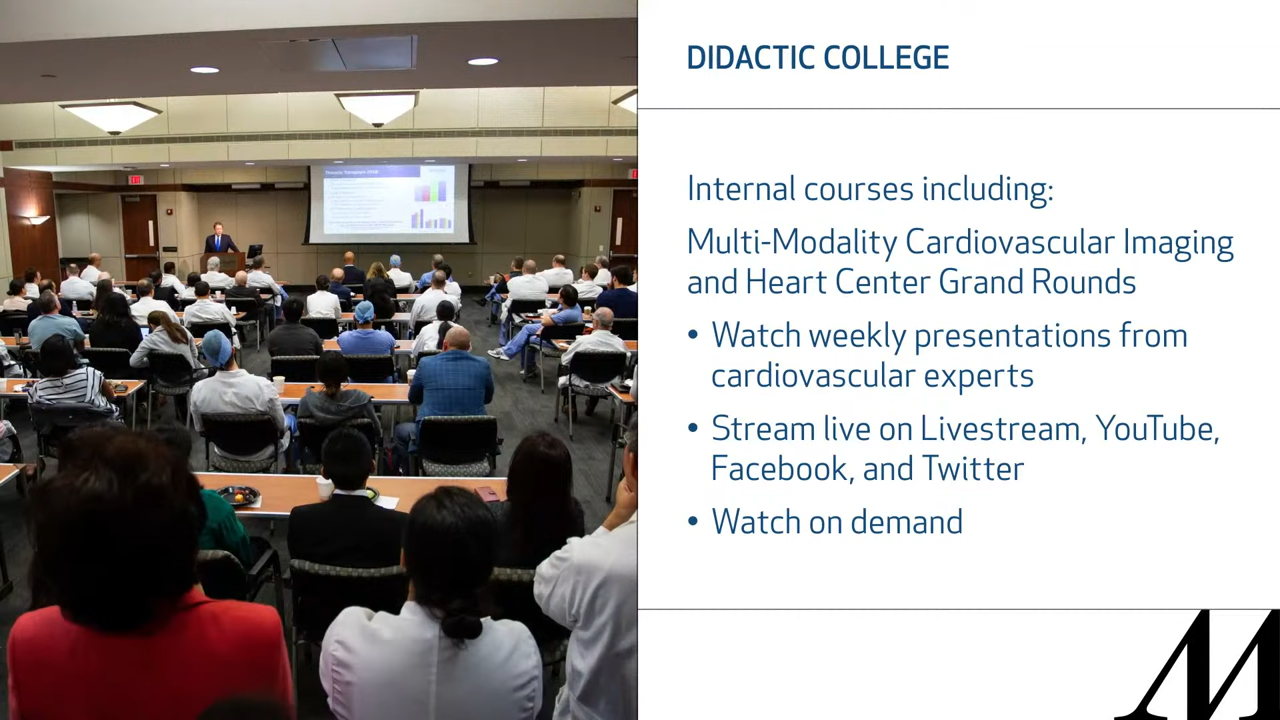 DIDACTIC COLLEGE
Internal courses including:
Multi-Modality Cardiovascular Imaging
and Heart Center Grand Rounds
• Watch weekly presentations from
cardiovascular experts
• Stream live on Livestream, YouTube,
Facebook, and Twitter
• Watch on demand
M